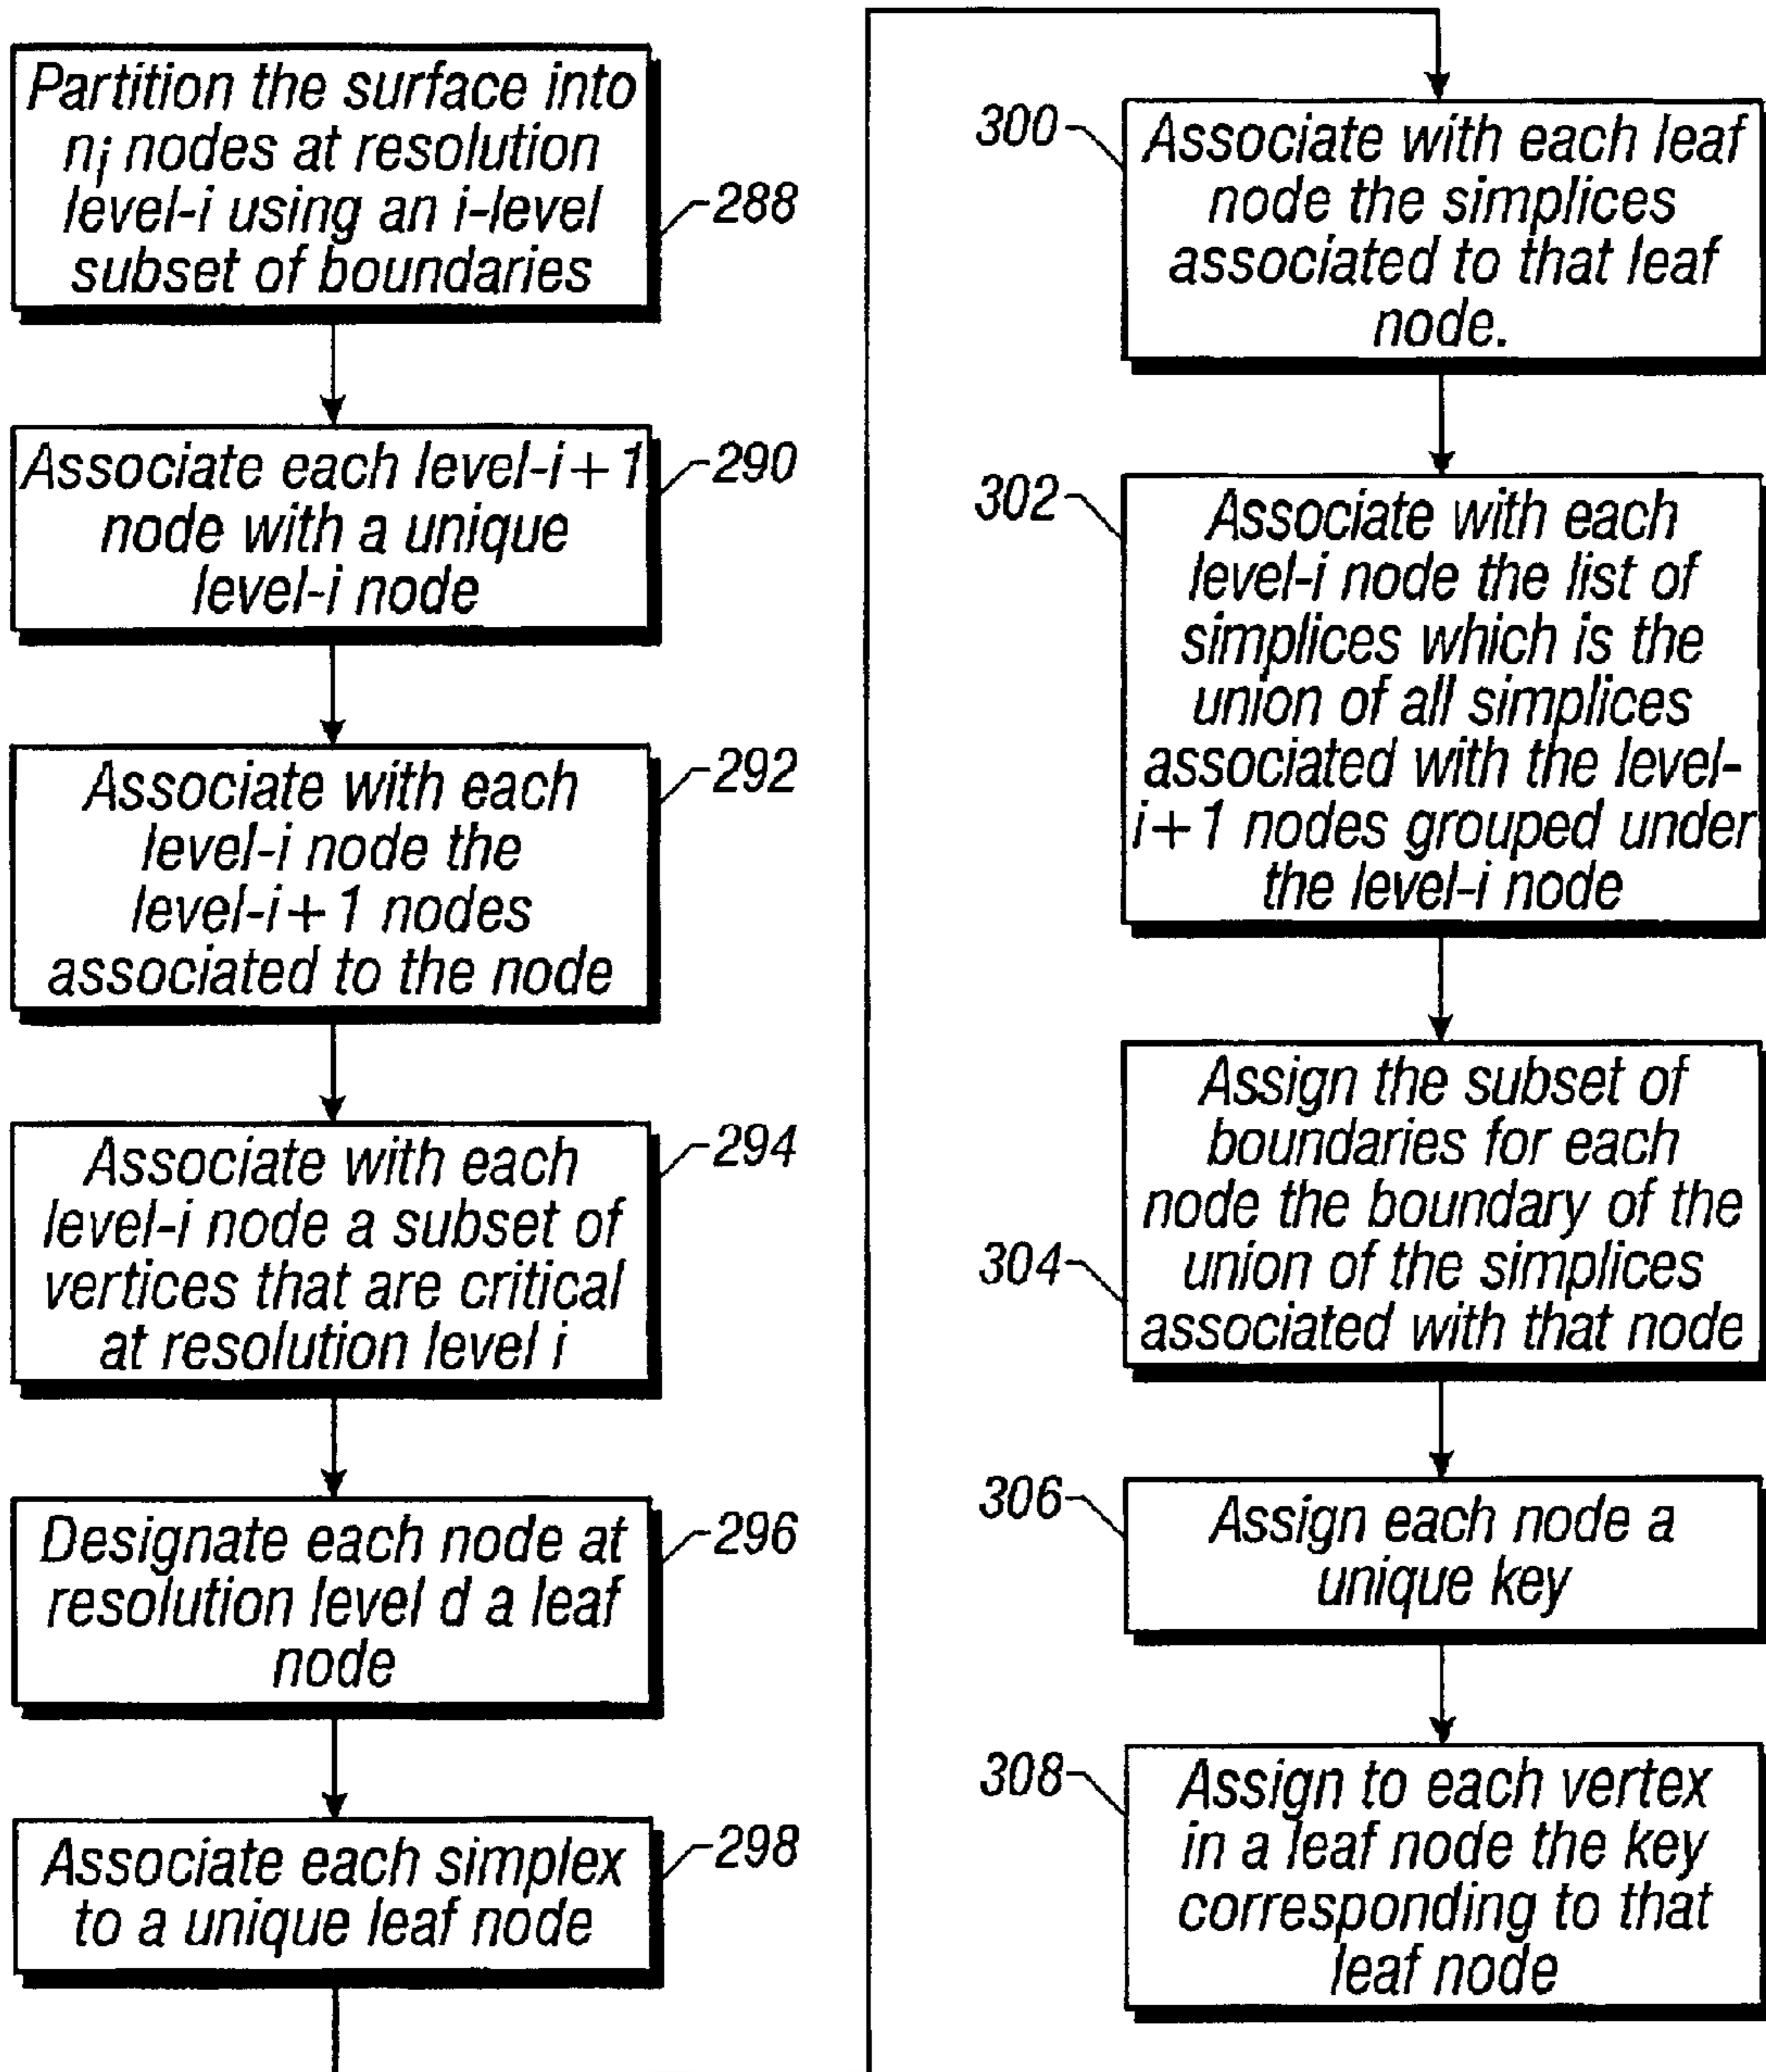 Partition the surface into
ni nodes at resolution
level-i using an i-level
subset of boundaries
288
Associate each level-i+1
node with a unique
level-i node
290
Associate with each
level-i node the
level-i+1 nodes
associated to the node
292
Associate with each
level-i node a subset of
vertices that are critical
at resolution level i
294
Designate each node at
resolution level d a leaf
node
296
Associate each simplex
to a unique leaf node
298
300
Associate with each leaf
node the simplices
associated to that leaf
node.
302
Associate with each
level-i node the list of
simplices which is the
union of all simplices
associated with the level-
i+1 nodes grouped under
the level-i node
304
Assign the subset of
boundaries for each
node the boundary of the
union of the simplices
associated with that node
306
Assign each node a
unique key
308
Assign to each vertex
in a leaf node the key
corresponding to that
leaf node